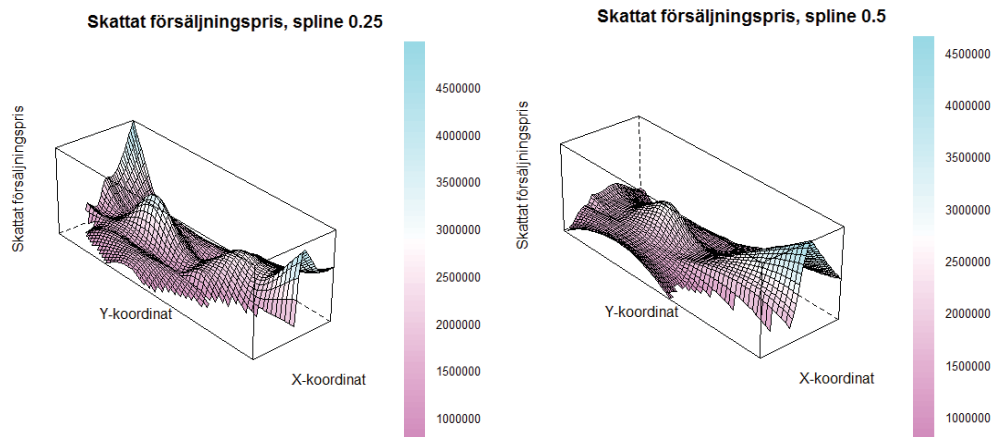 Skattat försäljningspris, spline 0.25
Skattat försäljningspris
Y-koordinat
X-koordinat
4500000
4000000
3500000
3000000
2500000
2000000
1500000
1000000
Skattat försäljningspris, spline 0.5
Skattat försäljningspris
Y-koordinat
X-koordinat
4500000
4000000
3500000
3000000
2500000
2000000
1500000
1000000